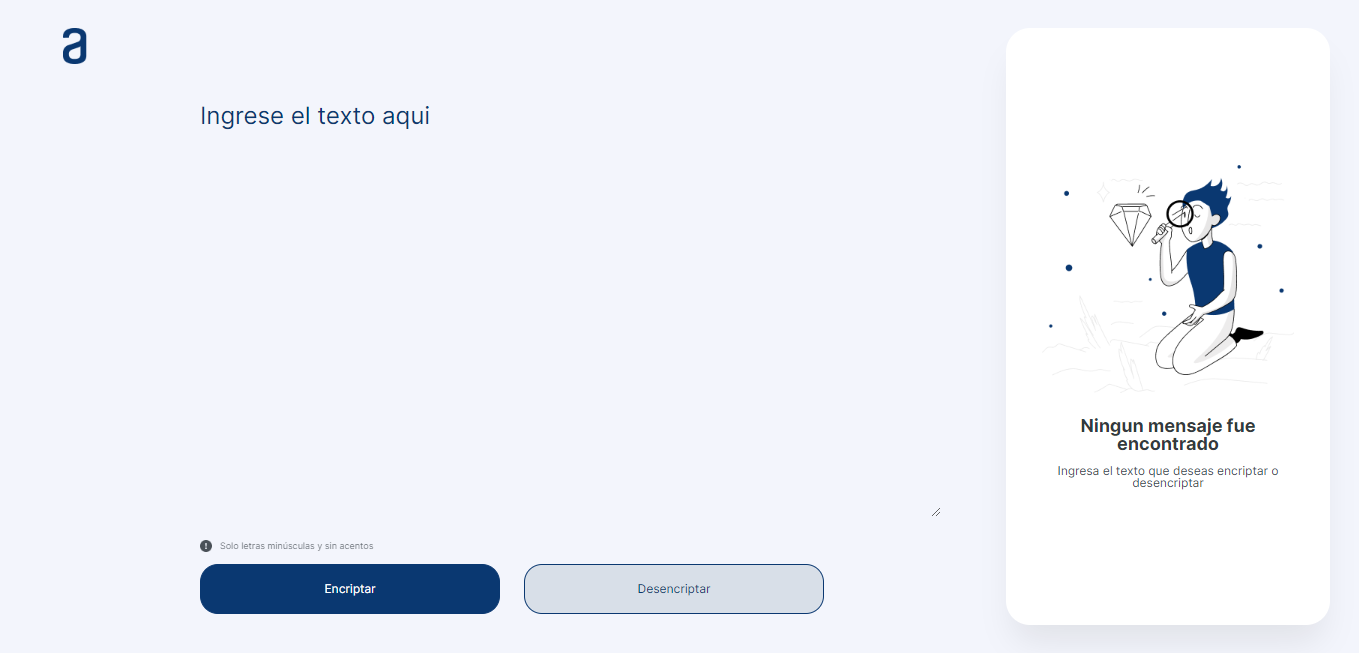 a
Ingrese el texto aqui
Ningun mensaje fue
encontrado
Ingresa el texto que deseas encriptar o
desencriptar
! Solo letras minúsculas y sin acentos
Encriptar
Desencriptar